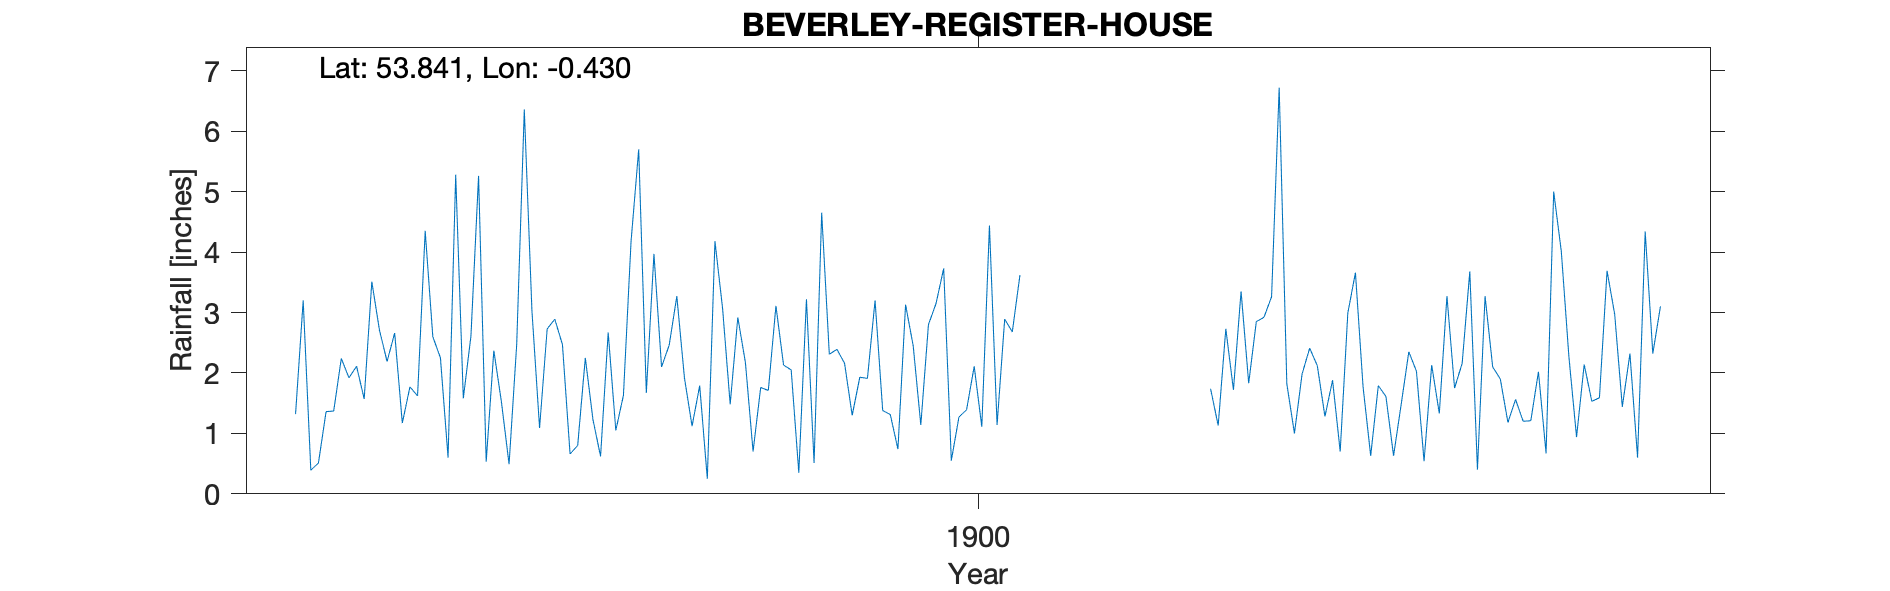 BEVERLEY-REGISTER-HOUSE
Lat: 53.841, Lon: -0.430
7
6
5
4
3
2
1
0
Rainfall [inches]
1900
Year